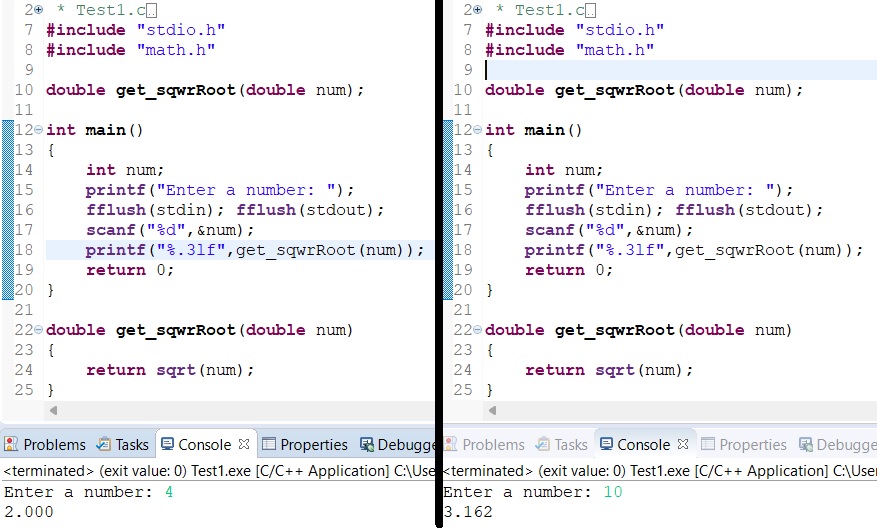 2 * Test1.c
7 #include "stdio.h"
8 #include "math.h"
9
10 double get_sqwrRoot(double num);
11
12 int main()
13 {
14 int num;
15 printf("Enter a number: ");
16 fflush(stdin); fflush(stdout);
17 scanf("%d",&num);
18 printf("%.3lf",get_sqwrRoot(num));
19 return 0;
20 }
21
22 double get_sqwrRoot(double num)
23 {
24 return sqrt(num);
25 }
Problems Tasks Console Properties Debugge
<terminated> (exit value: 0) Test1.exe [C/C++ Application] C:\User
Enter a number: 4
2.000
2 * Test1.c
7 #include "stdio.h"
8 #include "math.h"
9
10 double get_sqwrRoot(double num);
11
12 int main()
13 {
14 int num;
15 printf("Enter a number: ");
16 fflush(stdin); fflush(stdout);
17 scanf("%d",&num);
18 printf("%.3lf",get_sqwrRoot(num));
19 return 0;
20 }
21
22 double get_sqwrRoot(double num)
23 {
24 return sqrt(num);
25 }
Problems Tasks Console Properties Debugge
<terminated> (exit value: 0) Test1.exe [C/C++ Application] C:\User
Enter a number: 10
3.162